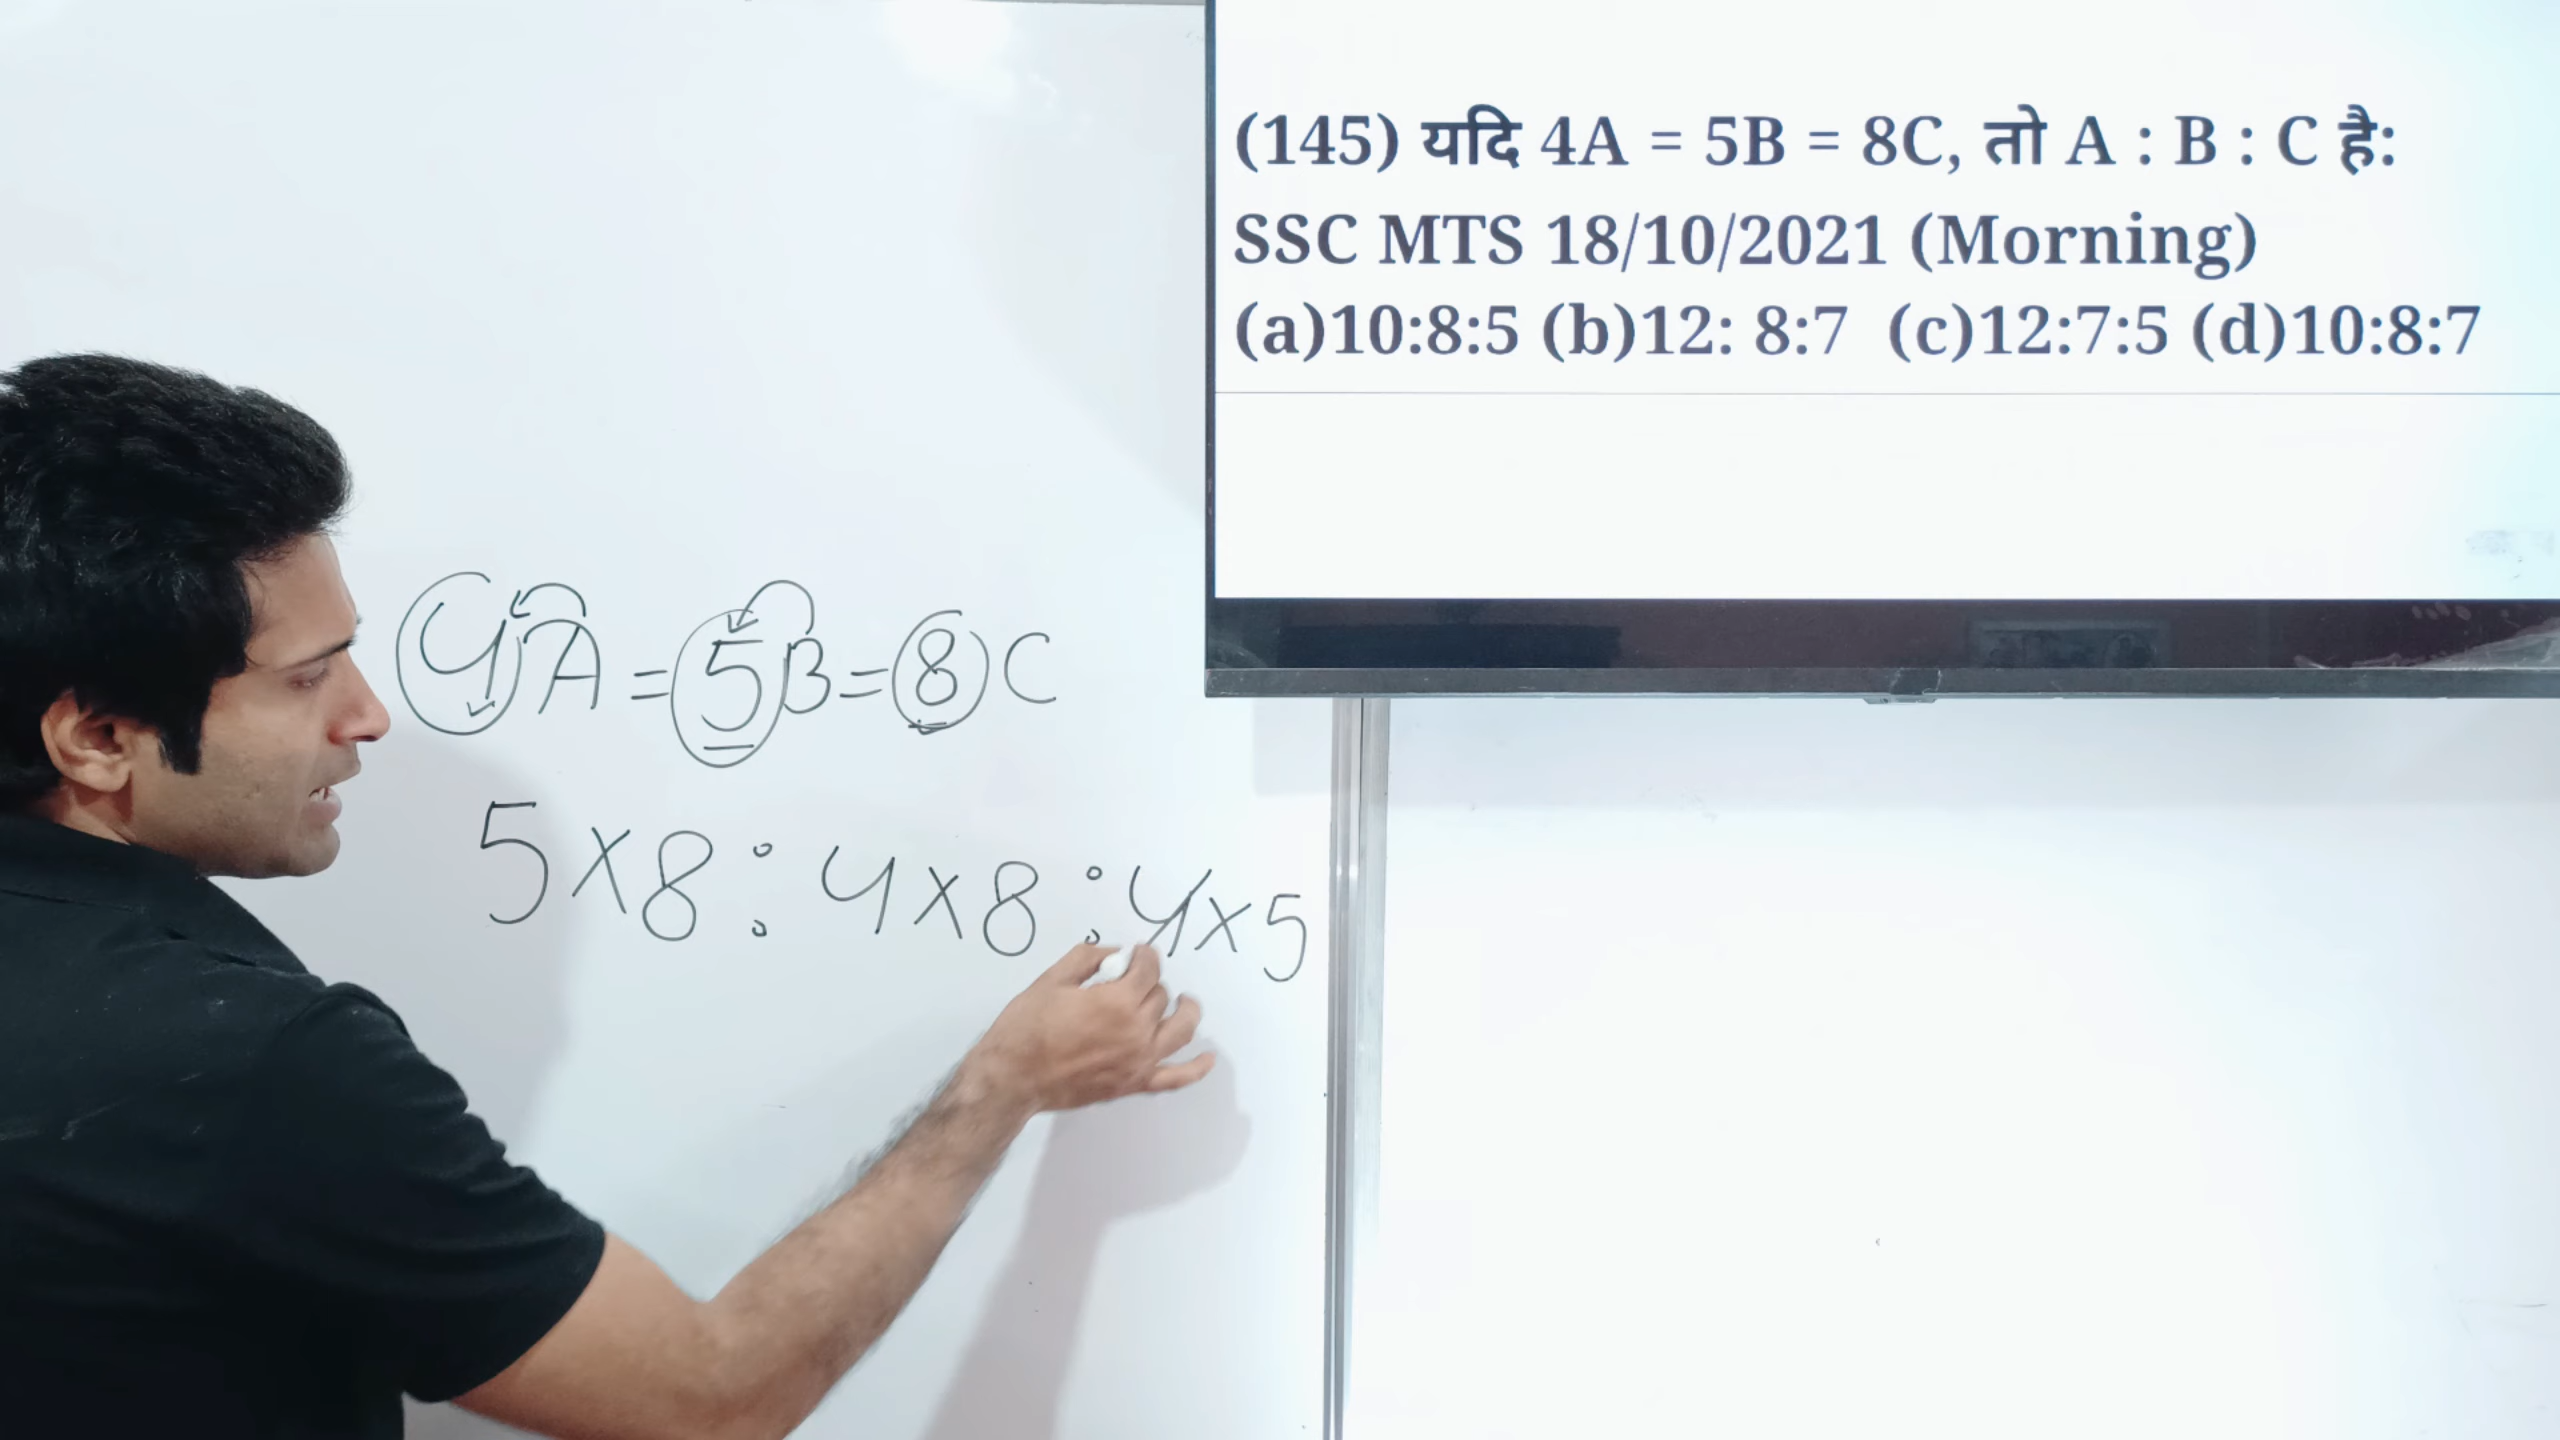 (145) यदि 4A = 5B = 8C, तो A : B : C है:
SSC MTS 18/10/2021 (Morning)
(a)10:8:5 (b)12: 8:7 (c)12:7:5 (d)10:8:7
4A = 5B = 8C
5×8 : 4×8 : 4×5